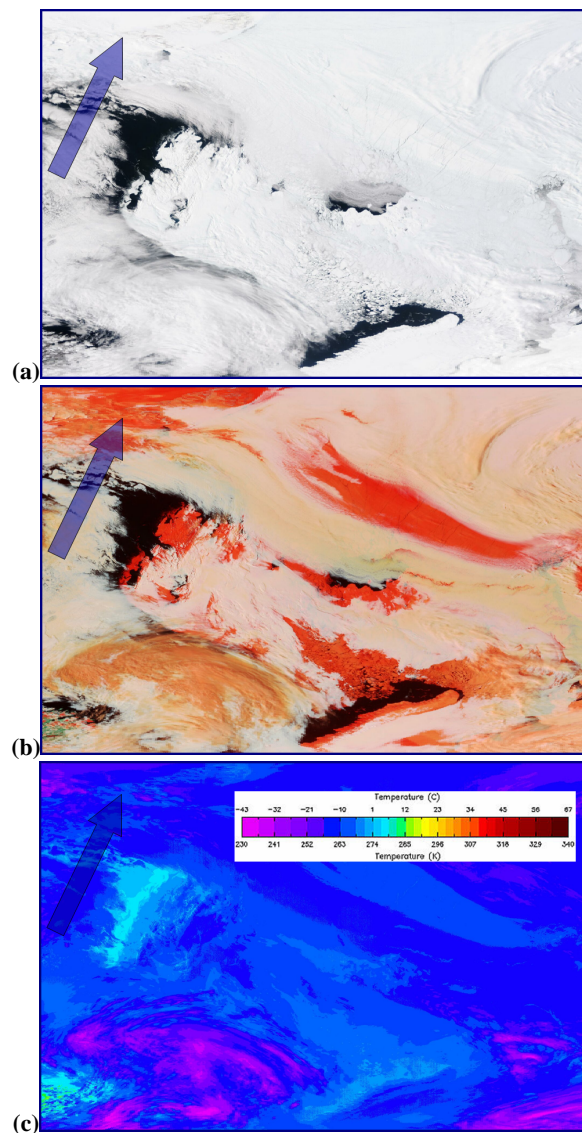 (a)
(b)
Temperature (C)
−43 −32 −21 −10 1 12 23 34 45 56 67
230 241 252 263 274 285 296 307 318 329 340
Temperature (K)
(c)